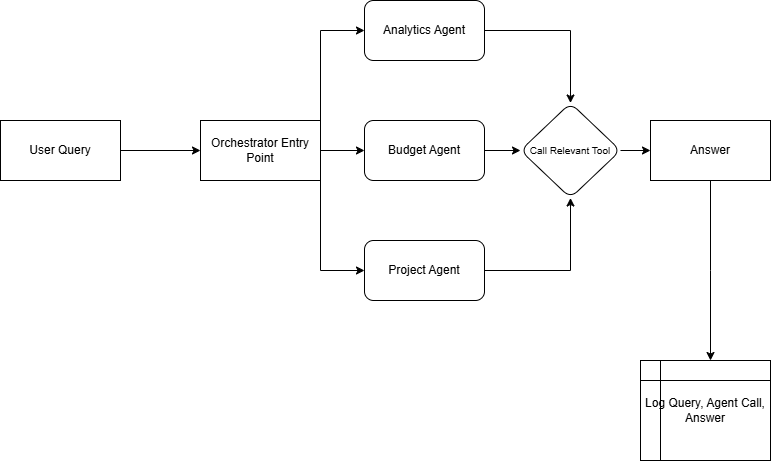 Analytics Agent
User Query
Orchestrator Entry
Point
Budget Agent
Call Relevant Tool
Answer
Project Agent
Log Query, Agent Call,
Answer